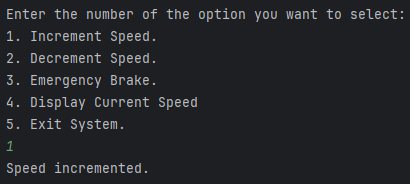 Enter the number of the option you want to select:
1. Increment Speed.
2. Decrement Speed.
3. Emergency Brake.
4. Display Current Speed
5. Exit System.
1
Speed incremented.